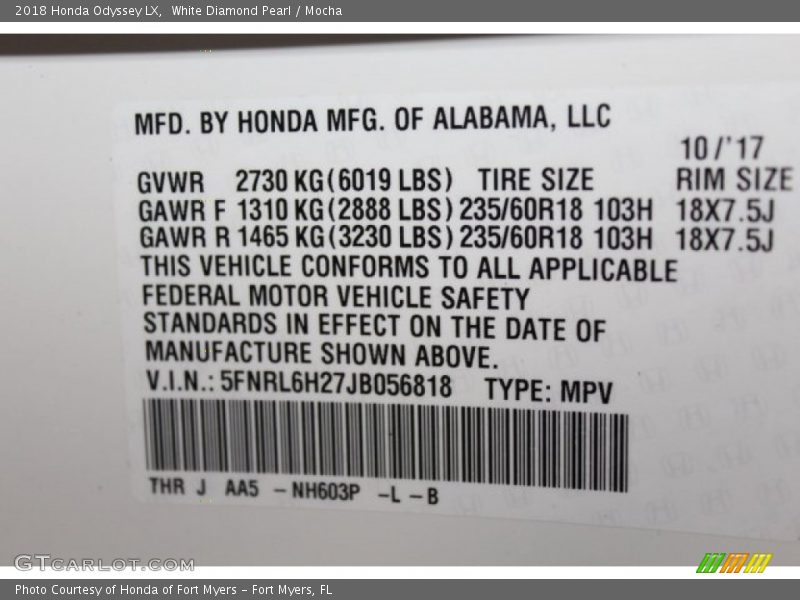 2018 Honda Odyssey LX, White Diamond Pearl / Mocha
MFD. BY HONDA MFG. OF ALABAMA, LLC
10/'17
GVWR 2730 KG(6019 LBS) TIRE SIZE RIM SIZE
GAWR F 1310 KG(2888 LBS) 235/60R18 103H 18X7.5J
GAWR R 1465 KG(3230 LBS) 235/60R18 103H 18X7.5J
THIS VEHICLE CONFORMS TO ALL APPLICABLE
FEDERAL MOTOR VEHICLE SAFETY
STANDARDS IN EFFECT ON THE DATE OF
MANUFACTURE SHOWN ABOVE.
V.I.N.: 5FNRL6H27JB056818 TYPE: MPV
THR J AA5 - NH603P - L - B
GTCARLOT.COM
Photo Courtesy of Honda of Fort Myers - Fort Myers, FL